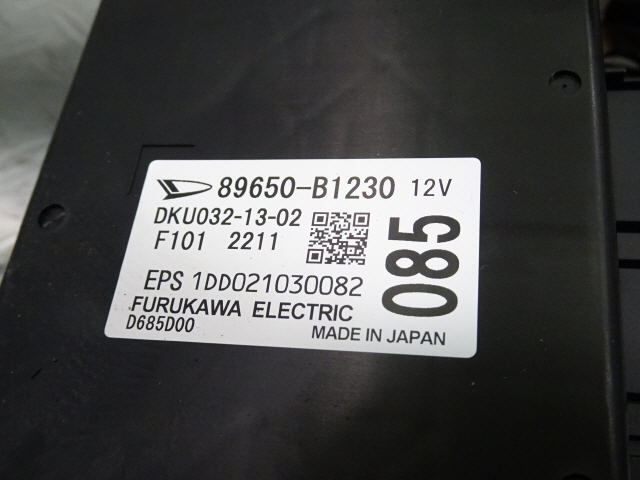 89650-B1230 12V
DKU032-13-02
F101 2211
085
EPS 1DD021030082
FURUKAWA ELECTRIC
D685D00
MADE IN JAPAN